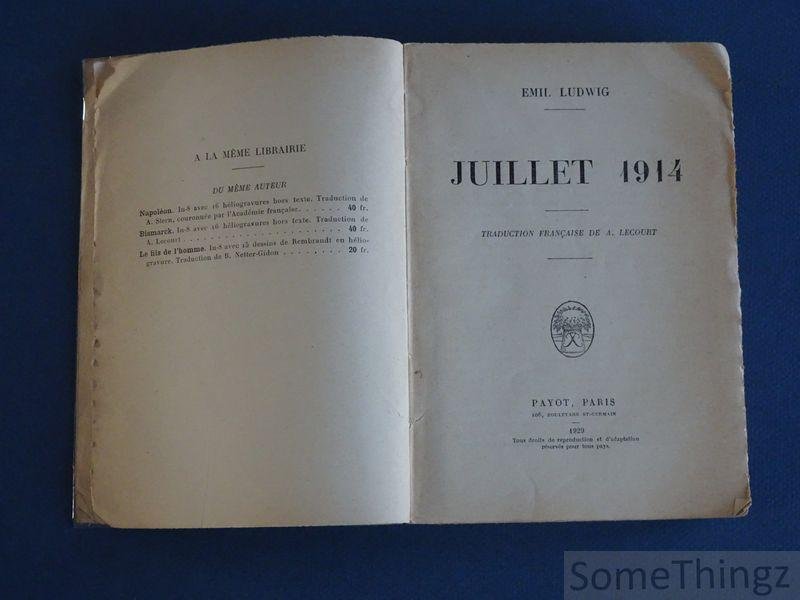 A LA MÊME LIBRAIRIE
DU MÊME AUTEUR
Napoléon. In-8 avec 16 héliogravures hors texte. Traduction de
A. Stern, couronnée par l'Académie française. . . . . . 40 fr.
Bismarck. In-8 avec 16 héliogravures hors texte. Traduction de
A. Lecourt . . . . . . . . . . . . . . . . . . . . 40 fr.
Le fils de l'homme. In-8 avec 15 dessins de Rembrandt en hélio-
gravure. Traduction de B. Netter-Gidon . . . . . . . . 20 fr.
EMIL LUDWIG
JUILLET 1914
TRADUCTION FRANÇAISE DE A. LECOURT
PAYOT, PARIS
106, BOULEVARD ST-GERMAIN
1929
Tous droits de reproduction et d'adaptation
réservés pour tous pays.
SomeThingz